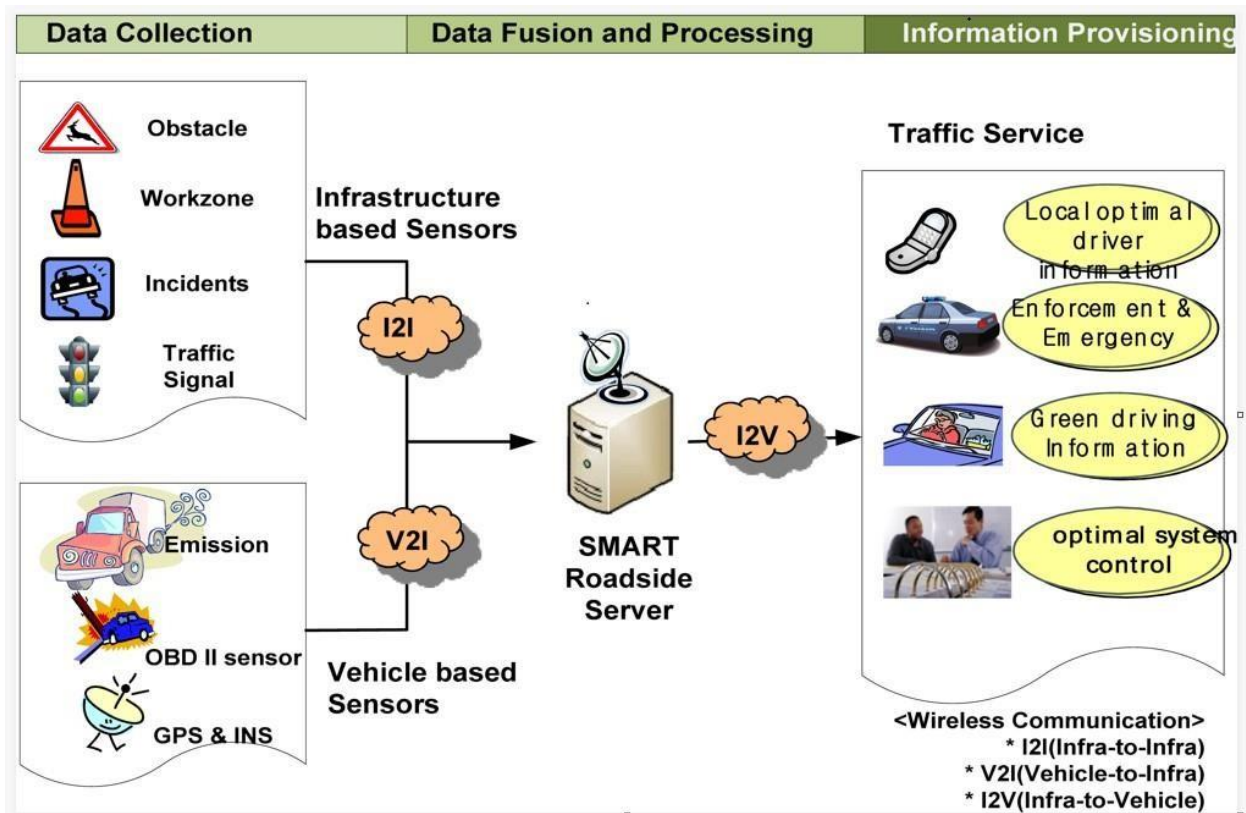 Data Collection
Data Fusion and Processing
Information Provisioning
Obstacle
Workzone
Incidents
Traffic
Signal
Infrastructure
based Sensors
I2I
Emission
OBD II sensor
GPS & INS
V2I
Vehicle based
Sensors
SMART
Roadside
Server
I2V
Traffic Service
Local optimal
driver
information
Enforcement &
Emergency
Green driving
Information
optimal system
control
<Wireless Communication>
* I2I(Infra-to-Infra)
* V2I(Vehicle-to-Infra)
* I2V(Infra-to-Vehicle)